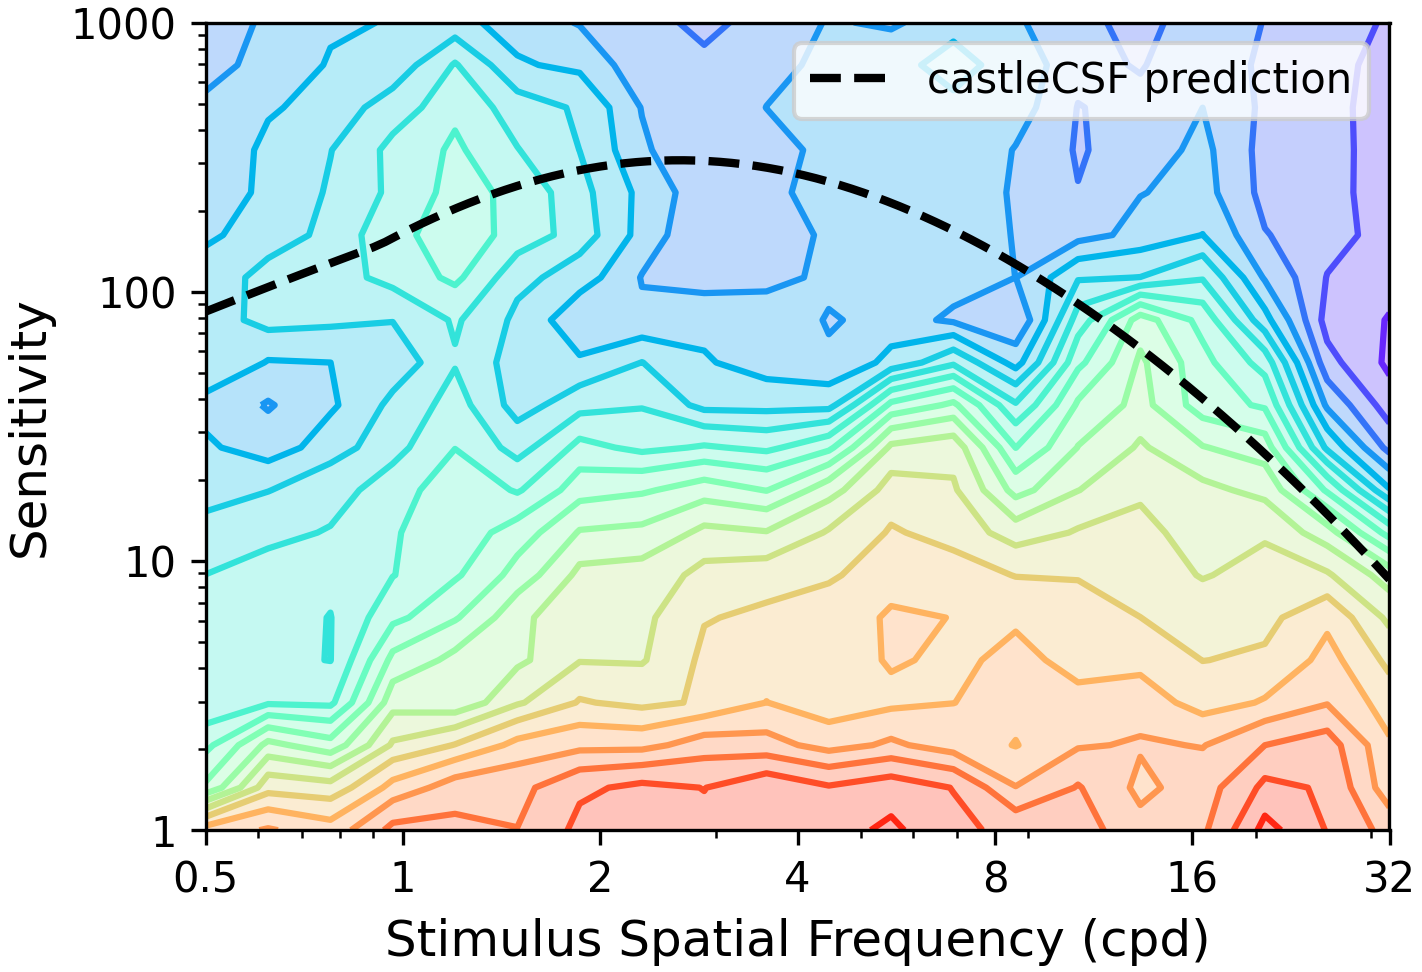 1000
castleCSF prediction
100
Sensitivity
10
1
0.5 1 2 4 8 16 32
Stimulus Spatial Frequency (cpd)